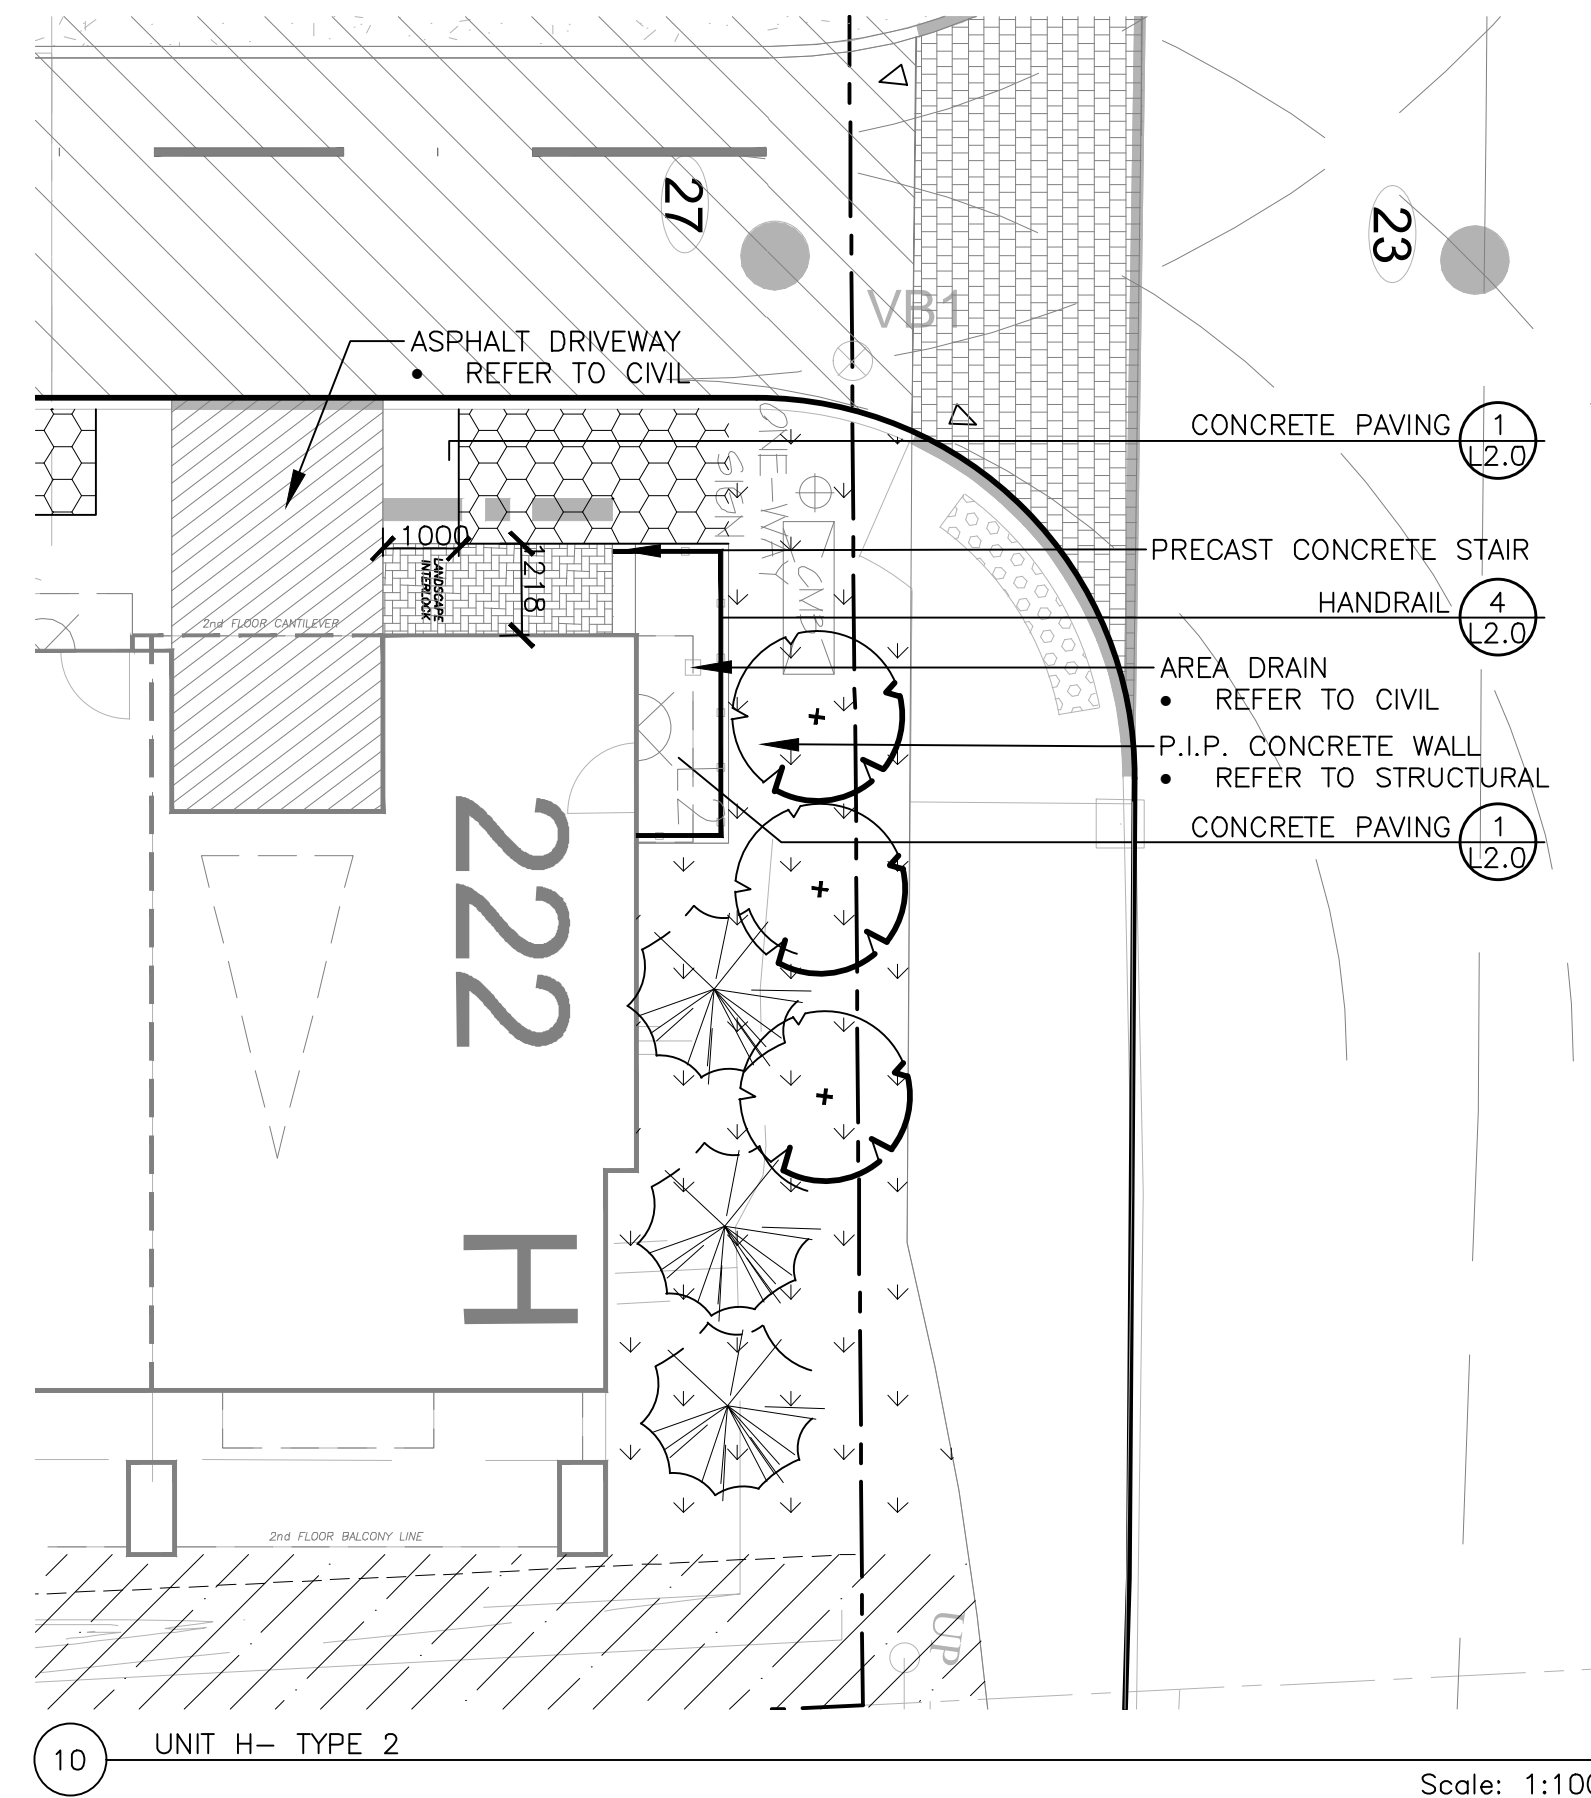 27
23
VB1
ASPHALT DRIVEWAY
• REFER TO CIVIL
CONCRETE PAVING
1
L2.0
ONE-WAY
SIGN
1000
LANDSCAPE
INTERLOCK
1218
PRECAST CONCRETE STAIR
CMB
HANDRAIL
4
L2.0
2nd FLOOR CANTILEVER
AREA DRAIN
• REFER TO CIVIL
P.I.P. CONCRETE WALL
• REFER TO STRUCTURAL
CONCRETE PAVING
1
L2.0
222
H
2nd FLOOR BALCONY LINE
UP
10
UNIT H- TYPE 2
Scale: 1:100